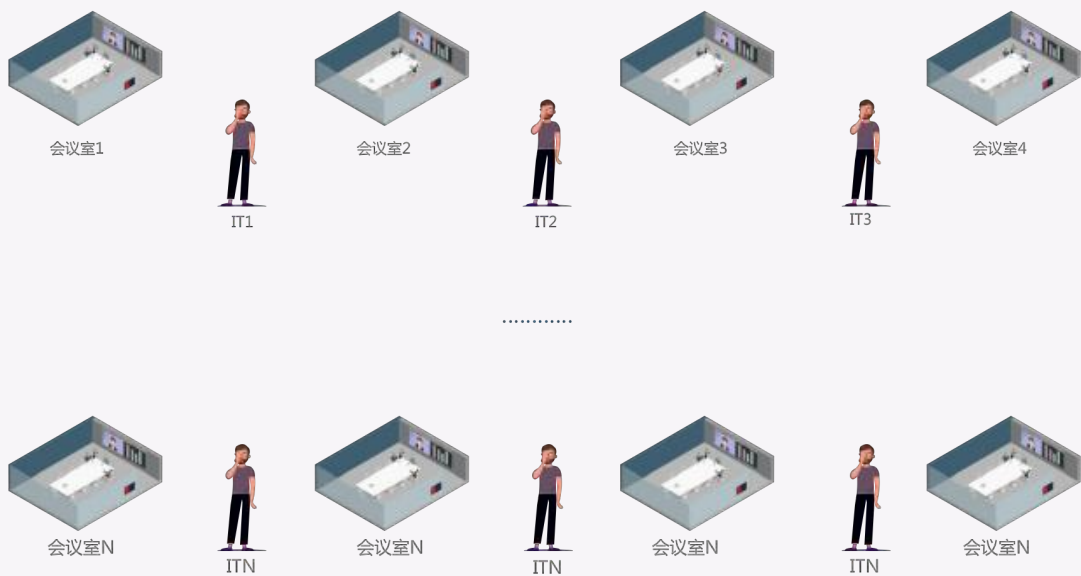 会议室1
会议室2
会议室3
会议室4
IT1
IT2
IT3
............
会议室N
会议室N
会议室N
会议室N
ITN
ITN
ITN